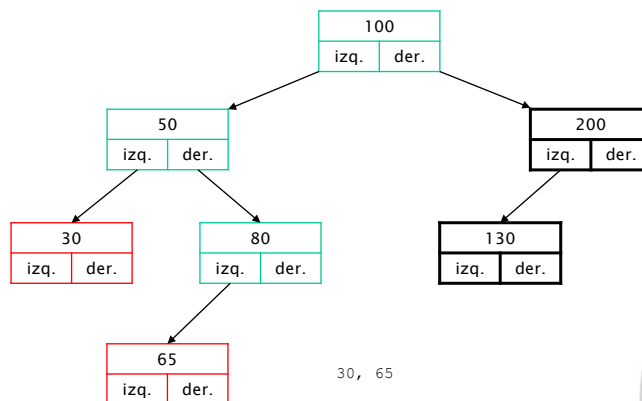 100
izq. der.
50
izq. der.
200
izq. der.
30
izq. der.
80
izq. der.
130
izq. der.
65
izq. der.
30, 65